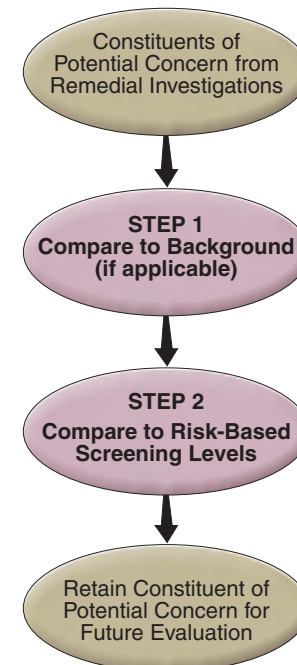 Constituents of
Potential Concern from
Remedial Investigations
STEP 1
Compare to Background
(if applicable)
STEP 2
Compare to Risk-Based
Screening Levels
Retain Constituent of
Potential Concern for
Future Evaluation